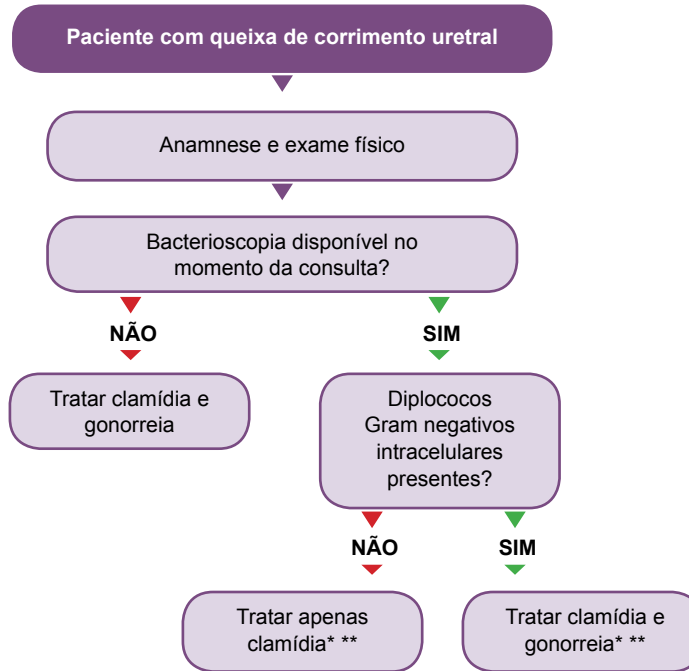 Paciente com queixa de corrimento uretral
Anamnese e exame físico
Bacterioscopia disponível no
momento da consulta?
NÃO
SIM
Tratar clamídia e
gonorreia
Diplococos
Gram negativos
intracelulares
presentes?
NÃO
SIM
Tratar apenas
clamídia* **
Tratar clamídia e
gonorreia* **